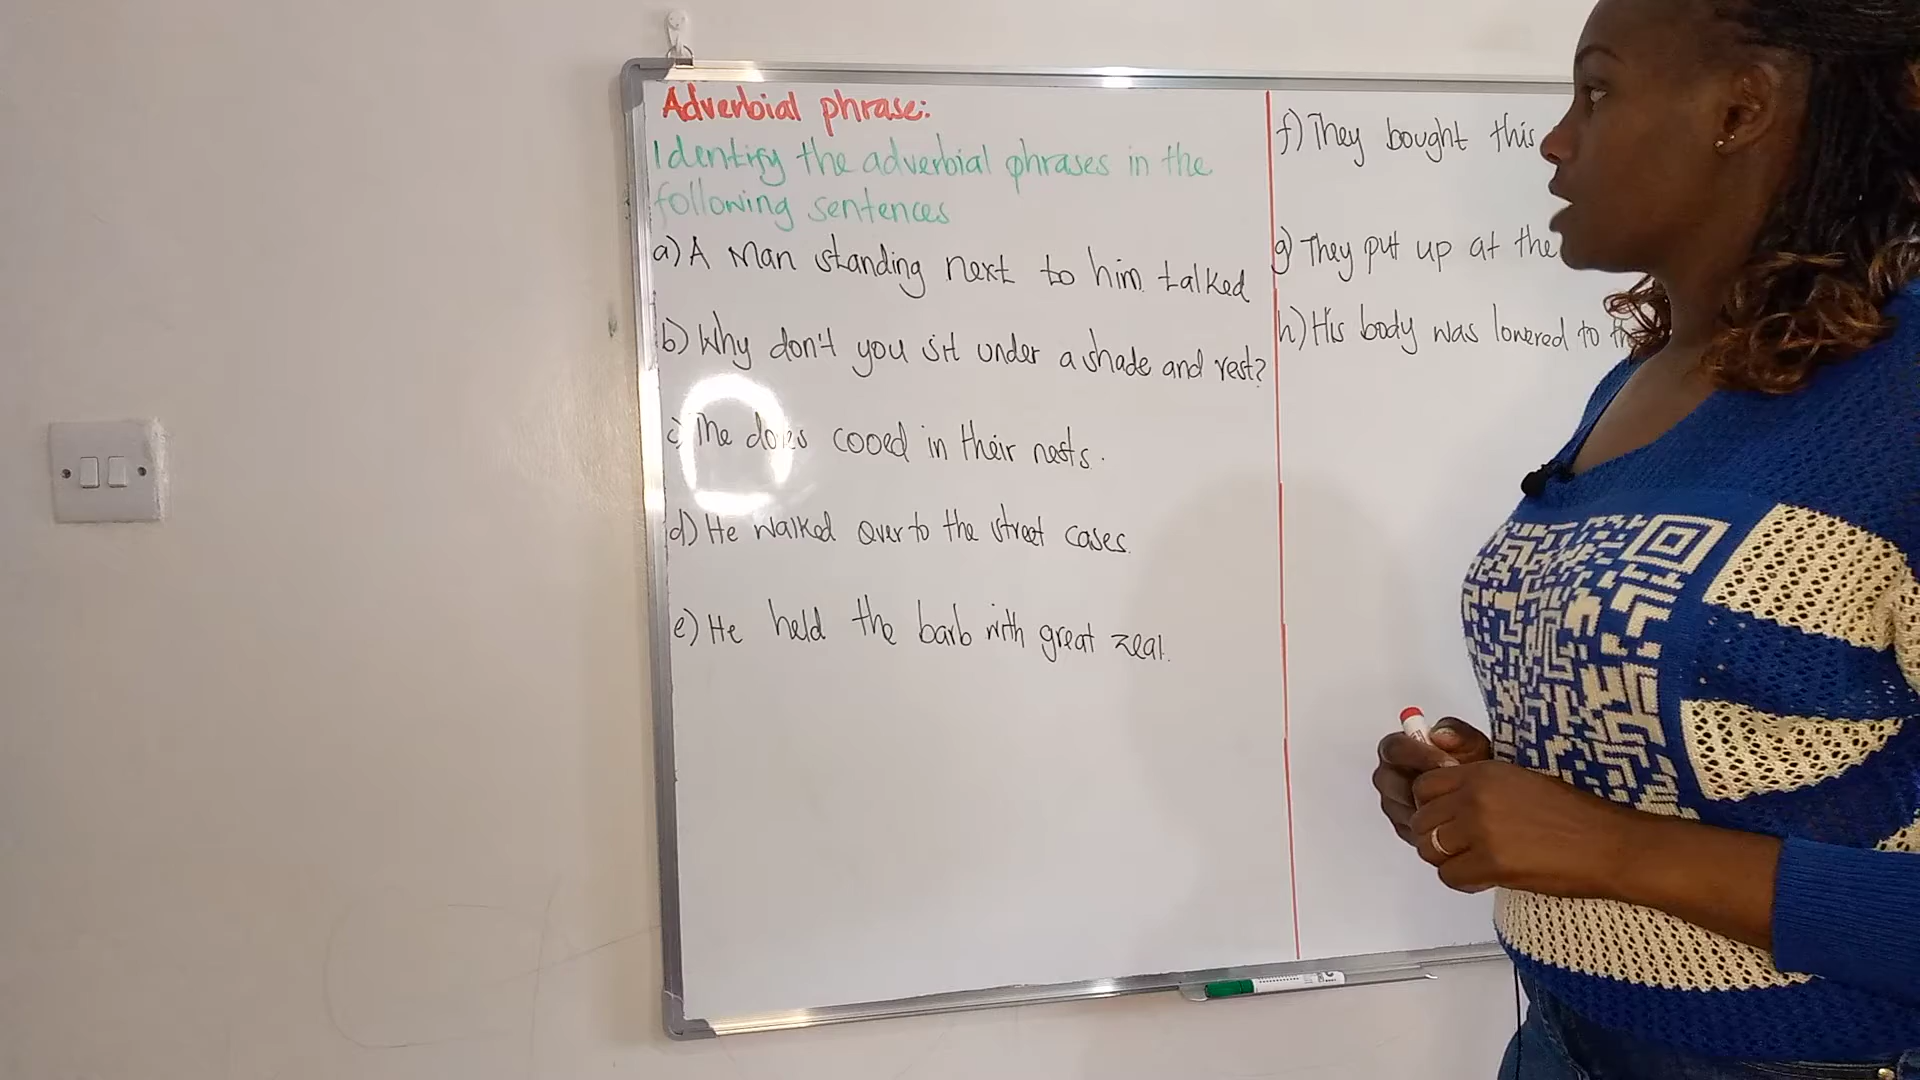 Adverbial phrase:
Identify the adverbial phrases in the
following sentences
a) A Man standing next to him talked
b) Why don't you sit under a shade and rest?
c) The doves cooed in their nests.
d) He walked over to the street cases.
e) He held the barb with great zeal.
f) They bought this
g) They put up at the
h) His body was lowered to